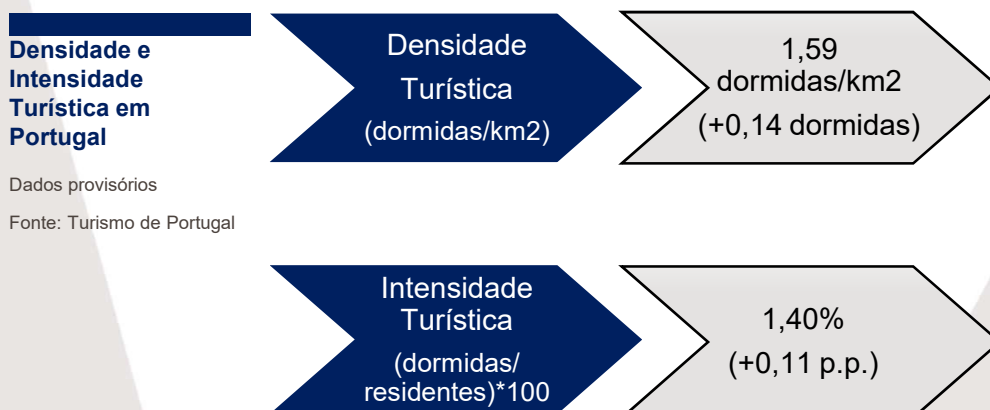 Densidade e
Intensidade
Turística em
Portugal
Dados provisórios
Fonte: Turismo de Portugal
Densidade
Turística
(dormidas/km2)
1,59
dormidas/km2
(+0,14 dormidas)
Intensidade
Turística
(dormidas/
residentes)*100
1,40%
(+0,11 p.p.)